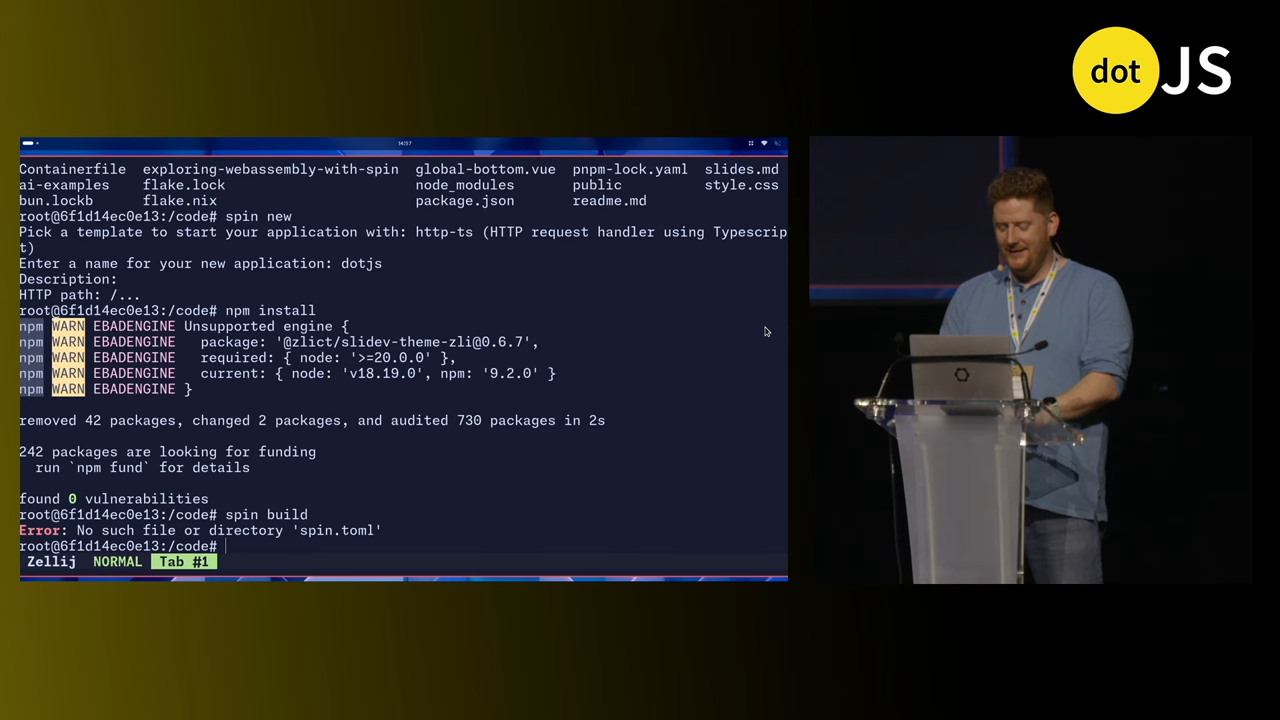 dot JS
14:57
Containerfile exploring-webassembly-with-spin global-bottom.vue pnpm-lock.yaml slides.md
ai-examples flake.lock node_modules public style.css
bun.lockb flake.nix package.json readme.md
root@6f1d14ec0e13:/code# spin new
Pick a template to start your application with: http-ts (HTTP request handler using Typescrip
t)
Enter a name for your new application: dotjs
Description:
HTTP path: /...
root@6f1d14ec0e13:/code# npm install
npm WARN EBADENGINE Unsupported engine {
npm WARN EBADENGINE   package: '@zlict/slidev-theme-zli@0.6.7',
npm WARN EBADENGINE   required: { node: '>=20.0.0' },
npm WARN EBADENGINE   current: { node: 'v18.19.0', npm: '9.2.0' }
npm WARN EBADENGINE }
removed 42 packages, changed 2 packages, and audited 730 packages in 2s
242 packages are looking for funding
  run `npm fund` for details
found 0 vulnerabilities
root@6f1d14ec0e13:/code# spin build
Error: No such file or directory 'spin.toml'
root@6f1d14ec0e13:/code#
Zellij NORMAL Tab #1